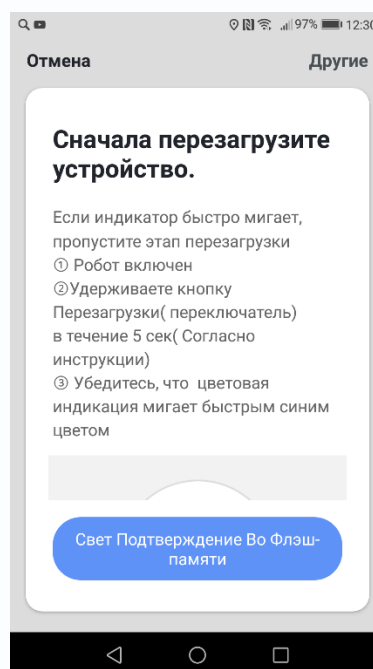 97% 12:30
Отмена Другие
Сначала перезагрузите
устройство.
Если индикатор быстро мигает,
пропустите этап перезагрузки
① Робот включен
②Удерживаете кнопку
Перезагрузки( переключатель)
в течение 5 сек( Согласно
инструкции)
③ Убедитесь, что цветовая
индикация мигает быстрым синим
цветом
Свет Подтверждение Во Флэш-
памяти